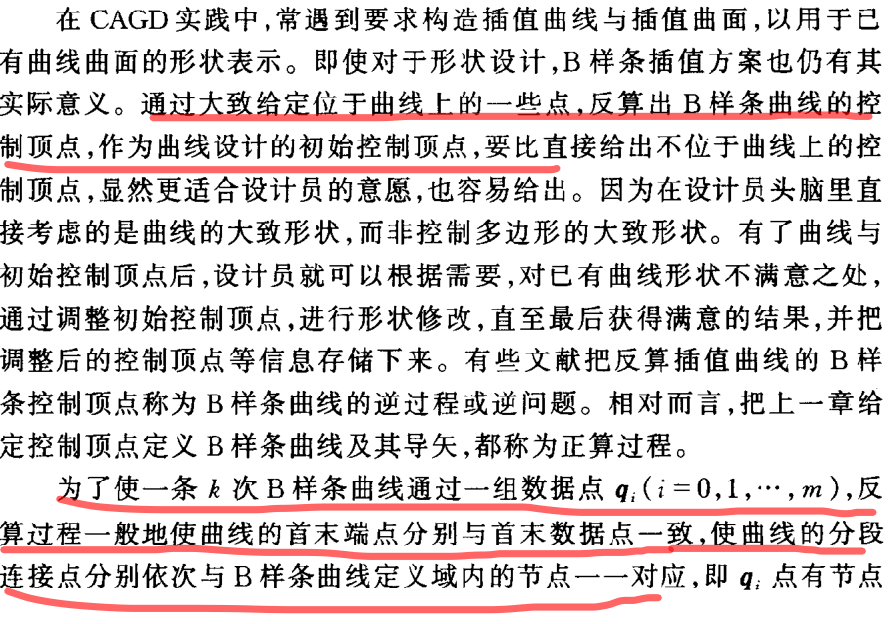 在 CAGD 实践中,常遇到要求构造插值曲线与插值曲面,以用于已
有曲线曲面的形状表示。即使对于形状设计,B 样条插值方案也仍有其
实际意义。通过大致给定位于曲线上的一些点,反算出 B 样条曲线的控
制顶点,作为曲线设计的初始控制顶点,要比直接给出不位于曲线上的控
制顶点,显然更适合设计员的意愿,也容易给出。因为在设计员头脑里直
接考虑的是曲线的大致形状,而非控制多边形的大致形状。有了曲线与
初始控制顶点后,设计员就可以根据需要,对已有曲线形状不满意之处,
通过调整初始控制顶点,进行形状修改,直至最后获得满意的结果,并把
调整后的控制顶点等信息存储下来。有些文献把反算插值曲线的 B 样
条控制顶点称为 B 样条曲线的逆过程或逆问题。相对而言,把上一章给
定控制顶点定义 B 样条曲线及其导矢,都称为正算过程。
为了使一条 k 次 B 样条曲线通过一组数据点 qᵢ(i=0,1,⋯,m),反
算过程一般地使曲线的首末端点分别与首末数据点一致,使曲线的分段
连接点分别依次与 B 样条曲线定义域内的节点一一对应,即 qᵢ 点有节点